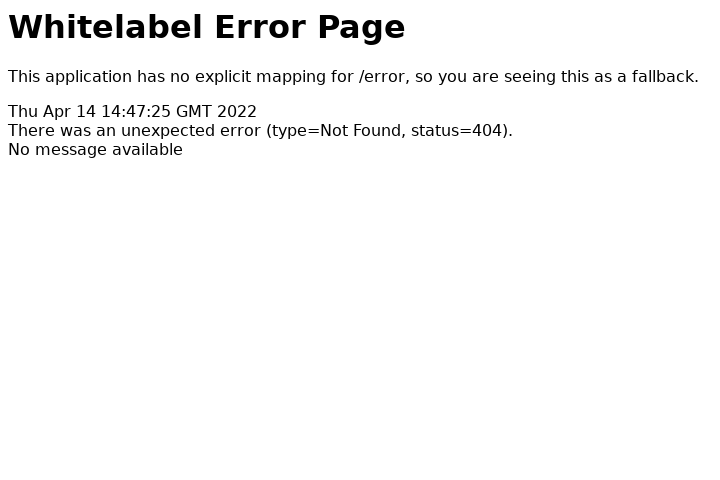 Whitelabel Error Page
This application has no explicit mapping for /error, so you are seeing this as a fallback.
Thu Apr 14 14:47:25 GMT 2022
There was an unexpected error (type=Not Found, status=404).
No message available